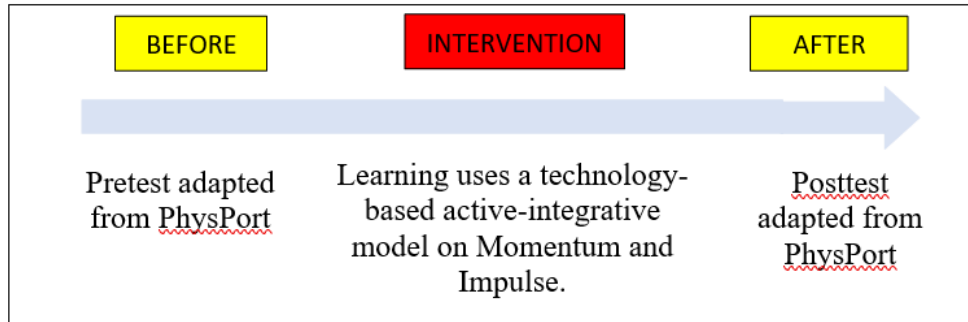 BEFORE
INTERVENTION
AFTER
Pretest adapted
from PhysPort
Learning uses a technology-
based active-integrative
model on Momentum and
Impulse.
Posttest
adapted from
PhysPort